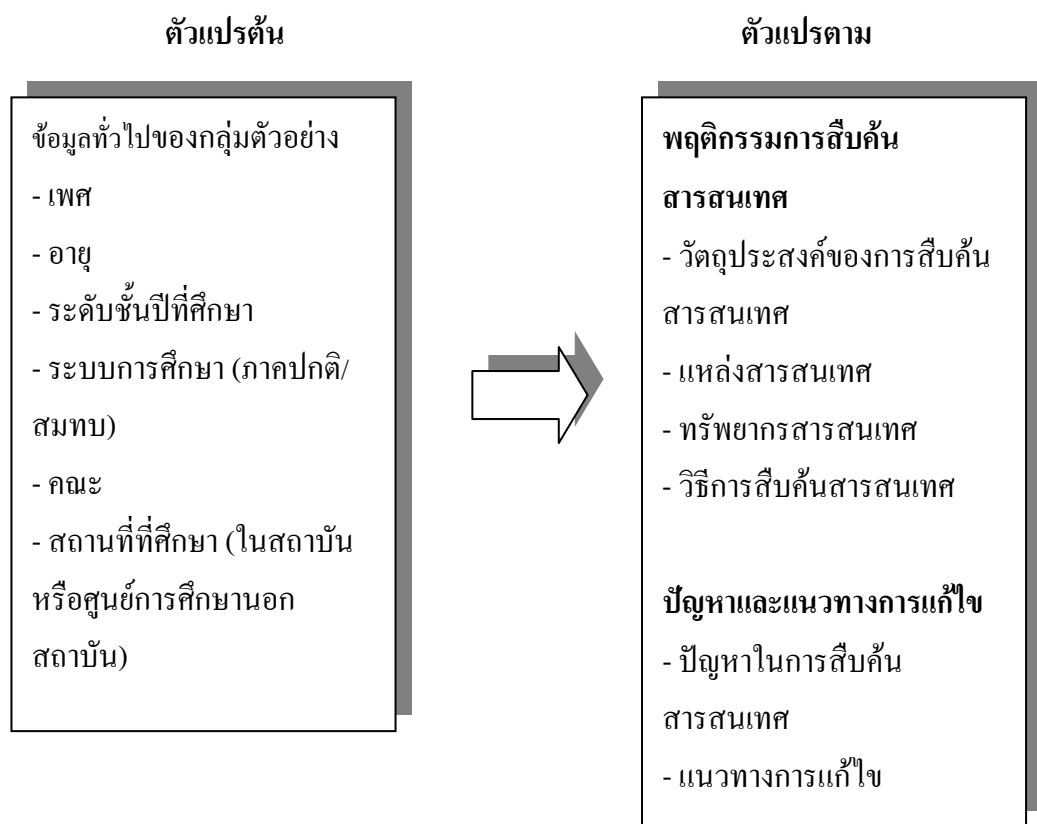 ตัวแปรต้น
ข้อมูลทั่วไปของกลุ่มตัวอย่าง
- เพศ
- อายุ
- ระดับชั้นปีที่ศึกษา
- ระบบการศึกษา (ภาคปกติ/
สมทบ)
- คณะ
- สถานที่ที่ศึกษา (ในสถาบัน
หรือศูนย์การศึกษานอก
สถาบัน)
ตัวแปรตาม
พฤติกรรมการสืบค้น
สารสนเทศ
- วัตถุประสงค์ของการสืบค้น
สารสนเทศ
- แหล่งสารสนเทศ
- ทรัพยากรสารสนเทศ
- วิธีการสืบค้นสารสนเทศ
ปัญหาและแนวทางการแก้ไข
- ปัญหาในการสืบค้น
สารสนเทศ
- แนวทางการแก้ไข